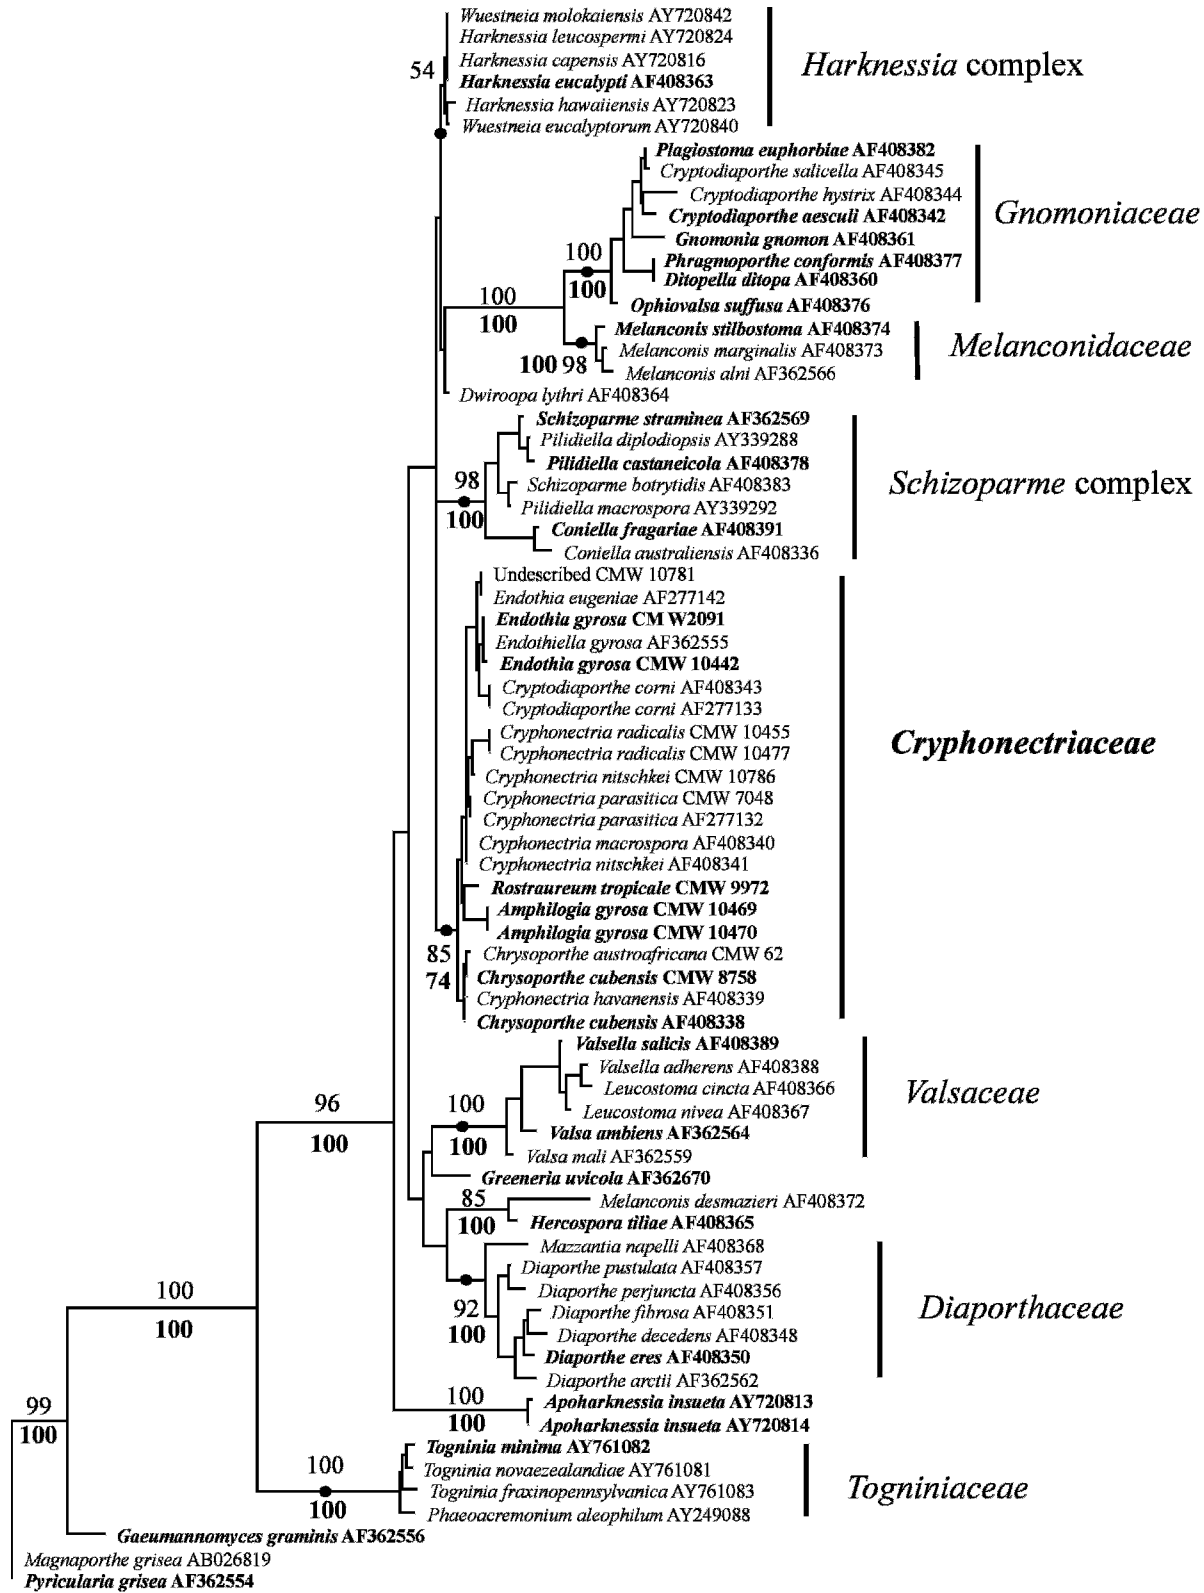 Wuestneia molokaiensis AY720842
Harknessia leucospermi AY720824
Harknessia capensis AY720816
54
Harknessia complex
Harknessia eucalypti AF408363
Harknessia hawaiiensis AY720823
Wuestneia eucalyptorum AY720840
Plagiostoma euphorbiae AF408382
Cryptodiaporthe salicella AF408345
Cryptodiaporthe hystrix AF408344
Cryptodiaporthe aesculi AF408342
Gnomoniaceae
Gnomonia gnomon AF408361
100
Phragmoporthe conformis AF408377
Ditopella ditopa AF408360
100
100
Ophiovalsa suffusa AF408376
100
Melanconis stilbostoma AF408374
Melanconis marginalis AF408373
Melanconidaceae
100 98
Melanconis alni AF362566
Dwiroopa lythri AF408364
Schizoparme straminea AF362569
Pilidiella diplodiopsis AY339288
Pilidiella castaneicola AF408378
98
Schizoparme botrytidis AF408383
Schizoparme complex
Pilidiella macrospora AY339292
100
Coniella fragariae AF408391
Coniella australiensis AF408336
Undescribed CMW 10781
Endothia eugeniae AF277142
Endothia gyrosa CM W2091
Endothiella gyrosa AF362555
Endothia gyrosa CMW 10442
Cryptodiaporthe corni AF408343
Cryptodiaporthe corni AF277133
Cryphonectria radicalis CMW 10455
Cryphonectriaceae
Cryphonectria radicalis CMW 10477
Cryphonectria nitschkei CMW 10786
Cryphonectria parasitica CMW 7048
Cryphonectria parasitica AF277132
Cryphonectria macrospora AF408340
Cryphonectria nitschkei AF408341
Rostraureum tropicale CMW 9972
Amphilogia gyrosa CMW 10469
Amphilogia gyrosa CMW 10470
85
Chrysoporthe austroafricana CMW 62
74
Chrysoporthe cubensis CMW 8758
Cryphonectria havanensis AF408339
Chrysoporthe cubensis AF408338
Valsella salicis AF408389
Valsella adherens AF408388
Leucostoma cincta AF408366
Valsaceae
96
100
Leucostoma nivea AF408367
Valsa ambiens AF362564
100
100
Valsa mali AF362559
Greeneria uvicola AF362670
85
Melanconis desmazieri AF408372
100
Hercospora tiliae AF408365
Mazzantia napelli AF408368
Diaporthe pustulata AF408357
100
Diaporthe perjuncta AF408356
92
Diaporthe fibrosa AF408351
Diaporthaceae
100
100
Diaporthe decedens AF408348
Diaporthe eres AF408350
Diaporthe arctii AF362562
99
100
Apoharknessia insueta AY720813
100
100
Apoharknessia insueta AY720814
Togninia minima AY761082
100
Togninia novaezealandiae AY761081
Togniniaceae
Togninia fraxinopennsylvanica AY761083
100
Phaeoacremonium aleophilum AY249088
Gaeumannomyces graminis AF362556
Magnaporthe grisea AB026819
Pyricularia grisea AF362554